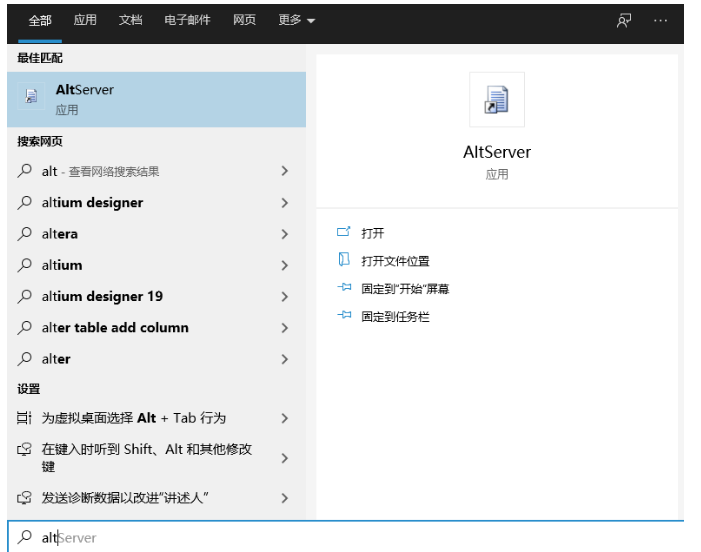 全部 应用 文档 电子邮件 网页 更多
最佳匹配
AltServer
应用
搜索网页
alt - 查看网络搜索结果
altium designer
altera
altium
altium designer 19
alter table add column
alter
设置
为虚拟桌面选择 Alt + Tab 行为
在键入时听到 Shift、Alt 和其他修改
键
发送诊断数据以改进“讲述人”
altServer
AltServer
应用
打开
打开文件位置
固定到“开始”屏幕
固定到任务栏